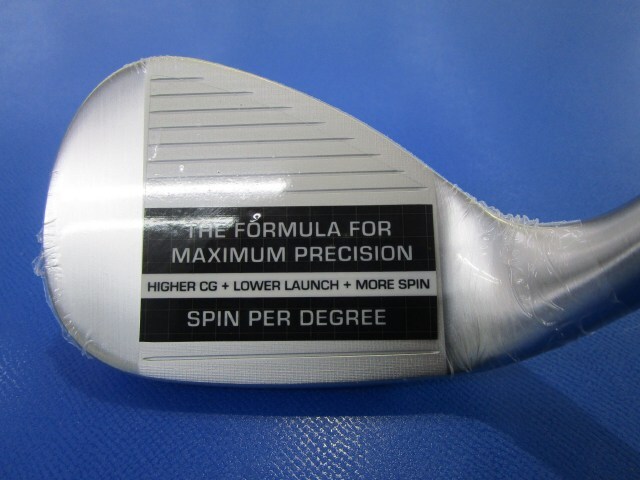 THE FORMULA FOR
MAXIMUM PRECISION
HIGHER CG + LOWER LAUNCH + MORE SPIN
SPIN PER DEGREE